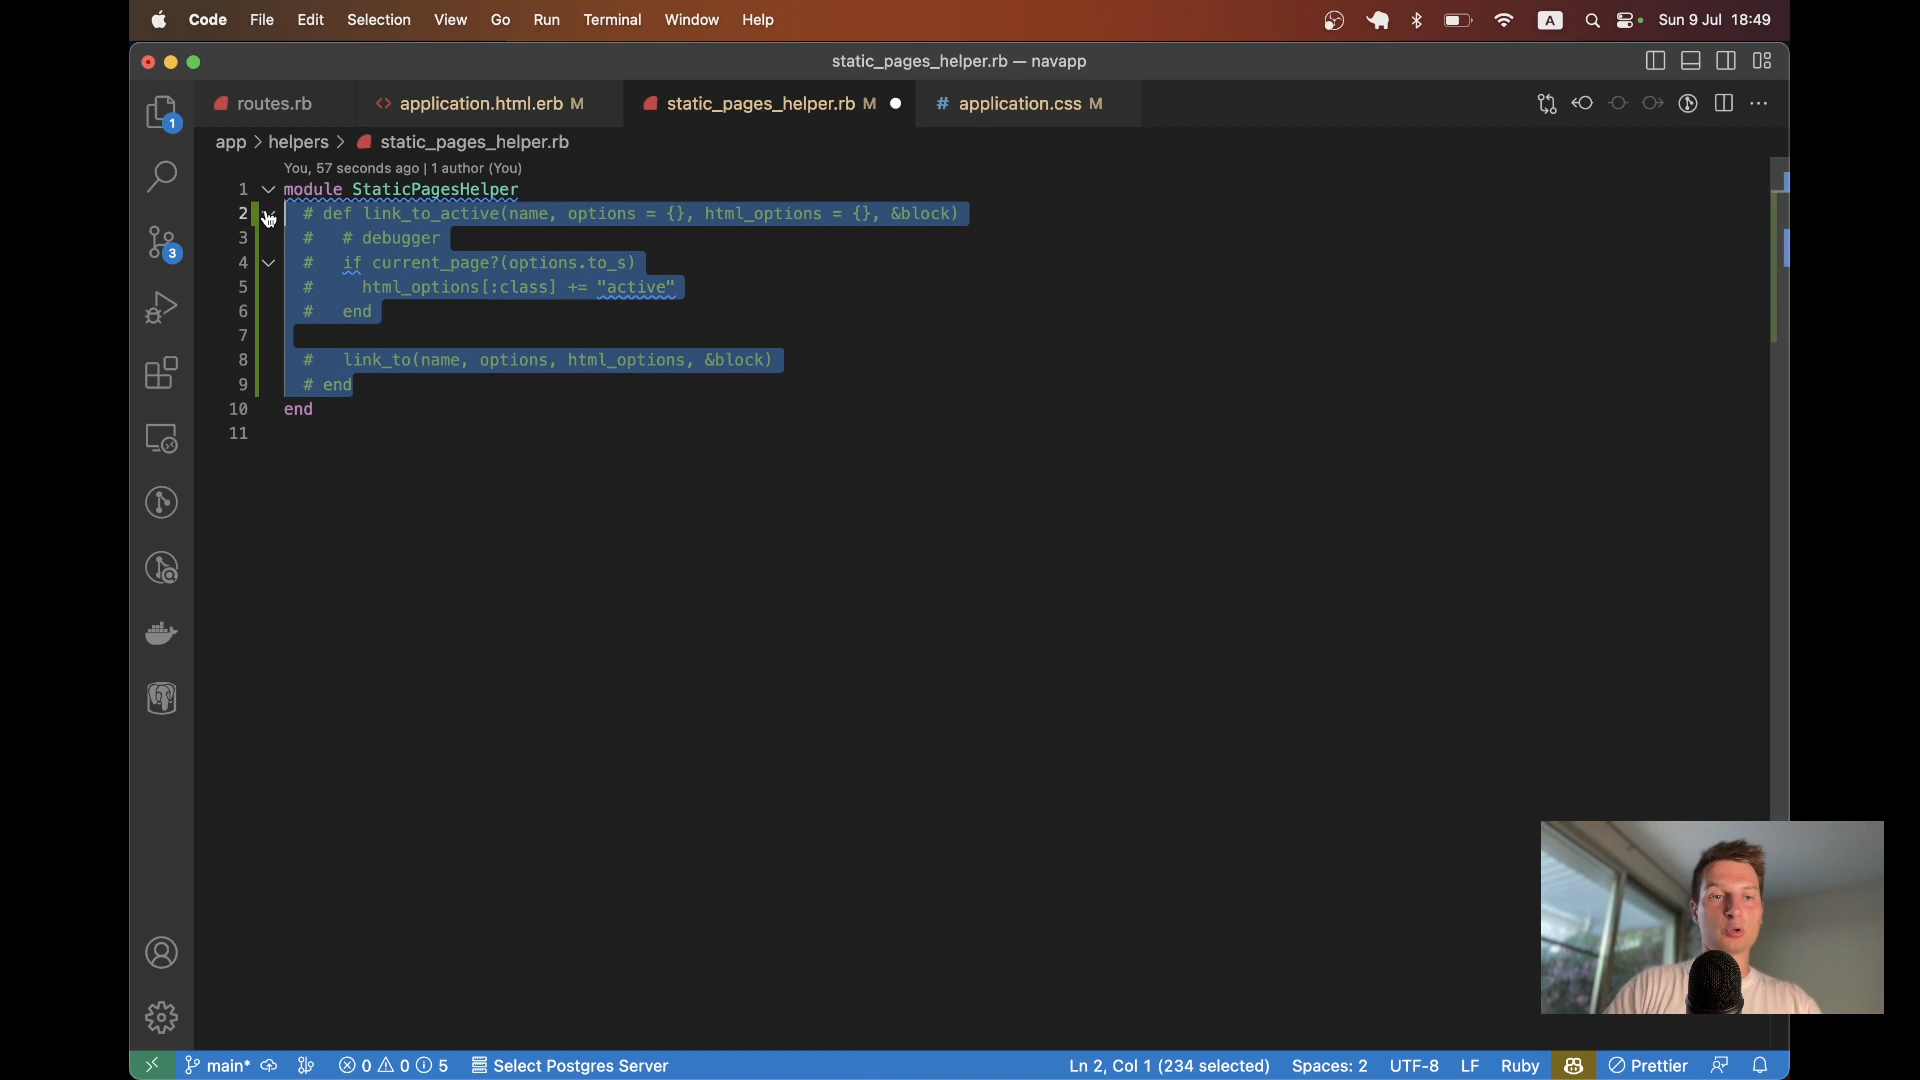 Code File Edit Selection View Go Run Terminal Window Help A Sun 9 Jul 18:49
static_pages_helper.rb — navapp
routes.rb <> application.html.erb M static_pages_helper.rb M # application.css M
app > helpers > static_pages_helper.rb
You, 57 seconds ago | 1 author (You)
1 module StaticPagesHelper
2 # def link_to_active(name, options = {}, html_options = {}, &block)
3 # # debugger
4 # if current_page?(options.to_s)
5 # html_options[:class] += "active"
6 # end
7
8 # link_to(name, options, html_options, &block)
9 # end
10 end
11
1
3
main* 0 0 5 Select Postgres Server Ln 2, Col 1 (234 selected) Spaces: 2 UTF-8 LF Ruby Prettier